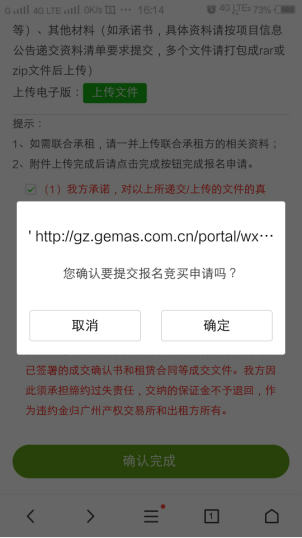 G 4G LTE 0K/s ··· 16:14 4G LTE 73%
等）、其他材料（如承诺书，具体资料请按项目信息
公告递交资料清单要求提交，多个文件请打包成rar或
zip文件后上传）
上传电子版： 上传文件
提示：
1、如需联合承租，请一并上传联合承租方的相关资料；
2、附件上传完成后请点击完成按钮完成报名申请。
（1）我方承诺，对以上所递交/上传的文件的真
' http://gz.gemas.com.cn/portal/wx···
您确认要提交报名竞买申请吗？
取消 确定
已签署的成交确认书和租赁合同等成交文件。我方因
此须承担缔约过失责任，交纳的保证金不予退回，作
为违约金归广州产权交易所和出租方所有。
确认完成
1